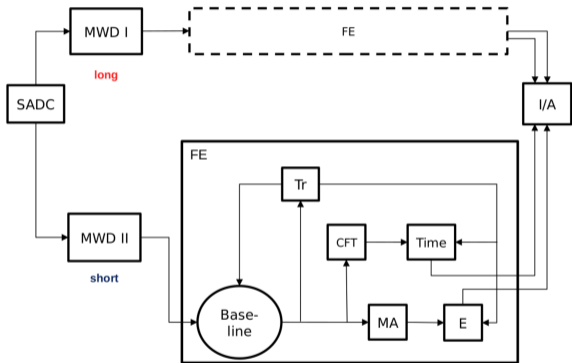 MWD I
FE
long
SADC
I/A
FE
Tr
CFT
Time
MWD II
short
Base-
line
MA
E